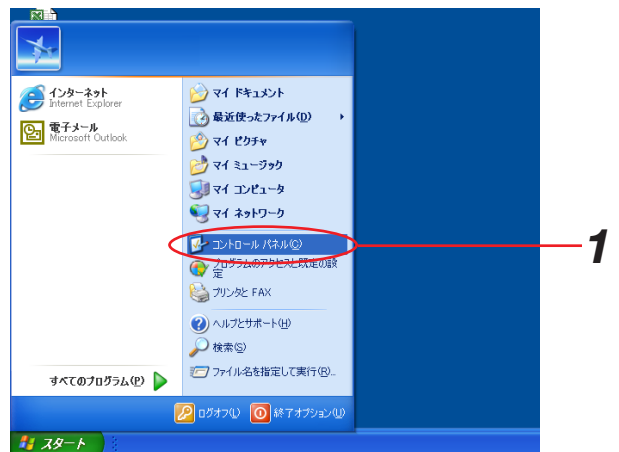 インターネット
Internet Explorer
電子メール
Microsoft Outlook
すべてのプログラム(P)
マイ ドキュメント
最近使ったファイル(D)
マイ ピクチャ
マイ ミュージック
マイ コンピュータ
マイ ネットワーク
コントロール パネル(C)
プログラムのアクセスと既定の設
定
プリンタと FAX
ヘルプとサポート(H)
検索(S)
ファイル名を指定して実行(R)...
ログオフ(L)
終了オプション(U)
スタート
1